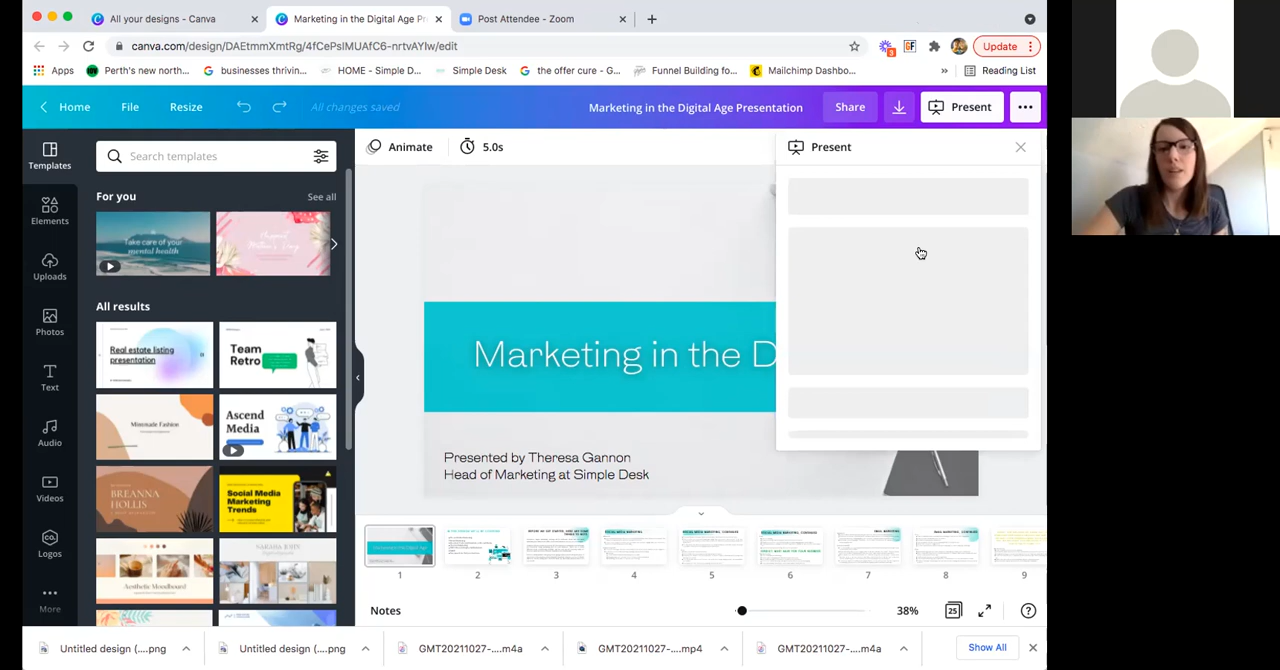 All your designs - Canva
Marketing in the Digital Age Pr
Post Attendee - Zoom
canva.com/design/DAEtmmXmtRg/4fCePsIMUAfC6-nrtvAYIw/edit
3
GF
Update
Apps
Perth's new north...
businesses thrivin...
HOME - Simple D...
Simple Desk
the offer cure - G...
Funnel Building fo...
Mailchimp Dashbo...
»
Reading List
Home
File
Resize
All changes saved
Marketing in the Digital Age Presentation
Share
Present
Templates
Elements
Uploads
Photos
Text
Audio
Videos
Logos
More
Search templates
For you
See all
Take care of your
mental health
All results
Real estate listing
presentation
Team
Retro
Minimade Fashion
Ascend
Media
BREANNA
HOLLIS
Social Media
Marketing
Trends
Aesthetic Moodboard
Animate
5.0s
Present
Marketing in the D
Presented by Theresa Gannon
Head of Marketing at Simple Desk
1
2
3
4
5
6
7
8
9
Notes
38%
25
Untitled design (....png
Untitled design (....png
GMT20211027-....m4a
GMT20211027-....mp4
GMT20211027-....m4a
Show All